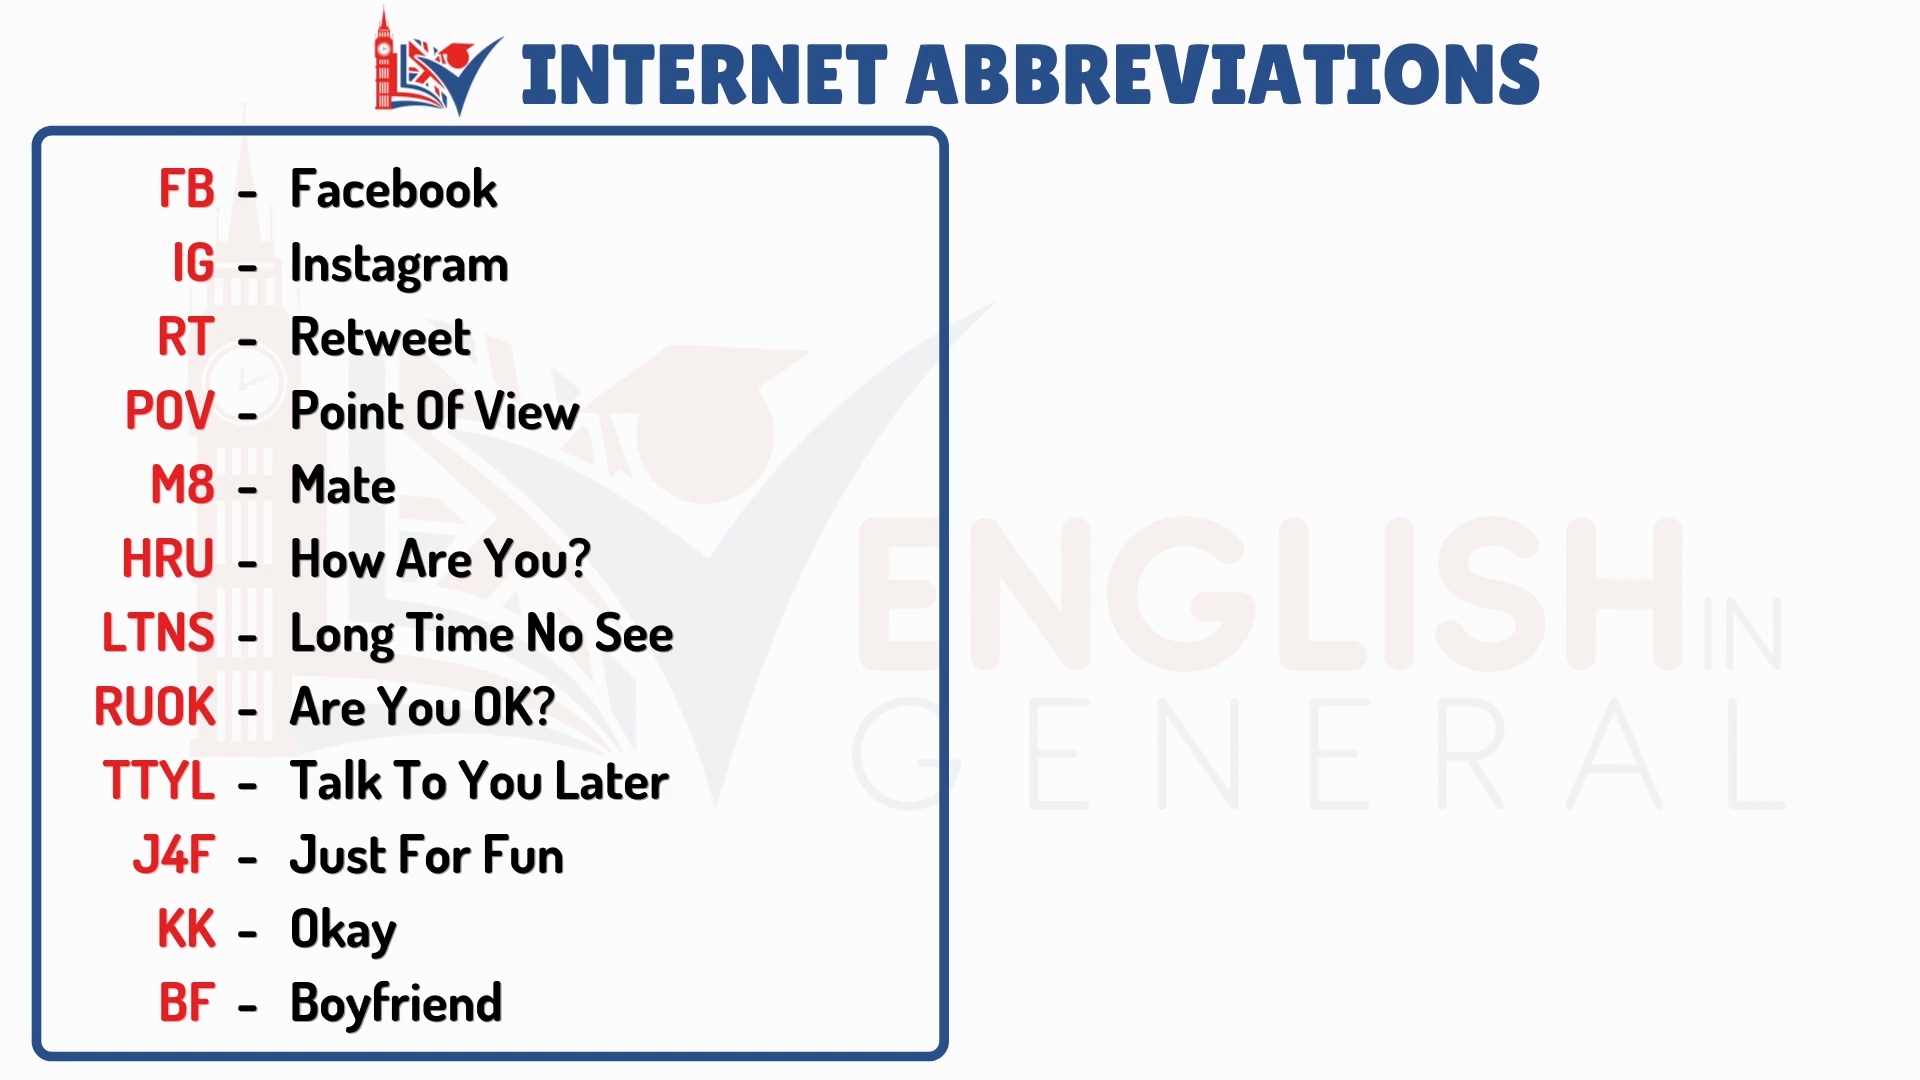 INTERNET ABBREVIATIONS
FB - Facebook
IG - Instagram
RT - Retweet
POV - Point Of View
M8 - Mate
HRU - How Are You?
LTNS - Long Time No See
RUOK - Are You OK?
TTYL - Talk To You Later
J4F - Just For Fun
KK - Okay
BF - Boyfriend
ENGLISH IN
GENERAL